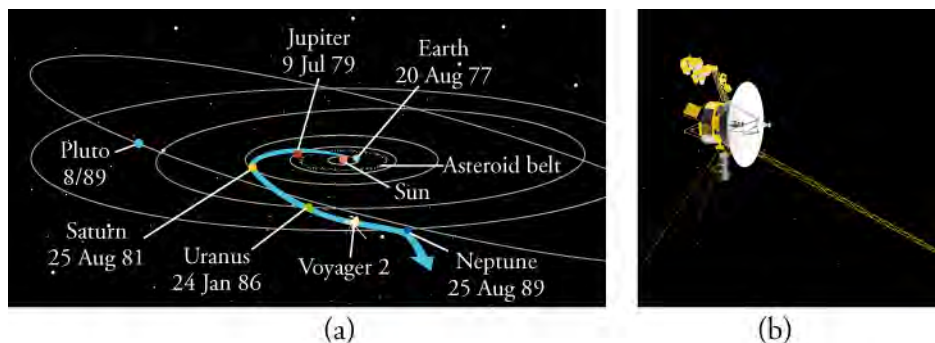 Jupiter
9 Jul 79
Earth
20 Aug 77
Pluto
8/89
Asteroid belt
Sun
Saturn
25 Aug 81
Uranus
24 Jan 86
Voyager 2
Neptune
25 Aug 89
(a)
(b)